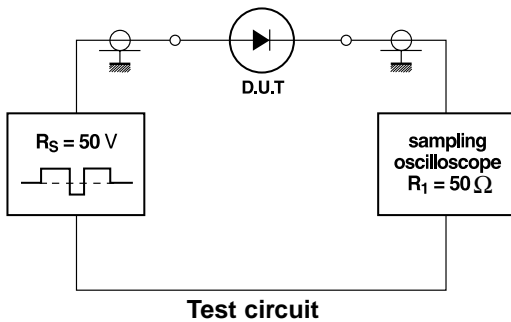 D.U.T
R_S = 50 V
sampling
oscilloscope
R_1 = 50 Ω
Test circuit